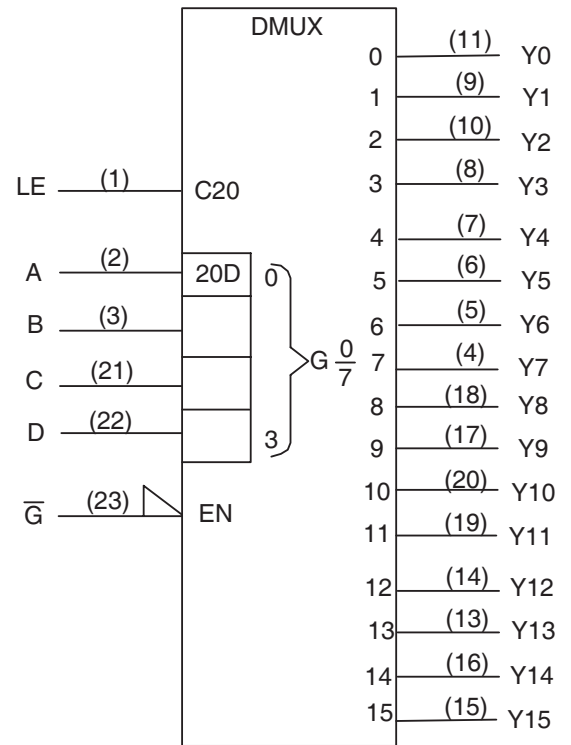 DMUX
0 (11) Y0
1 (9) Y1
2 (10) Y2
LE (1) C20
3 (8) Y3
4 (7) Y4
A (2) 20D 0
5 (6) Y5
B (3)
6 (5) Y6
G 0/7
7 (4) Y7
C (21)
8 (18) Y8
D (22) 3
9 (17) Y9
10 (20) Y10
G̅ (23) EN
11 (19) Y11
12 (14) Y12
13 (13) Y13
14 (16) Y14
15 (15) Y15